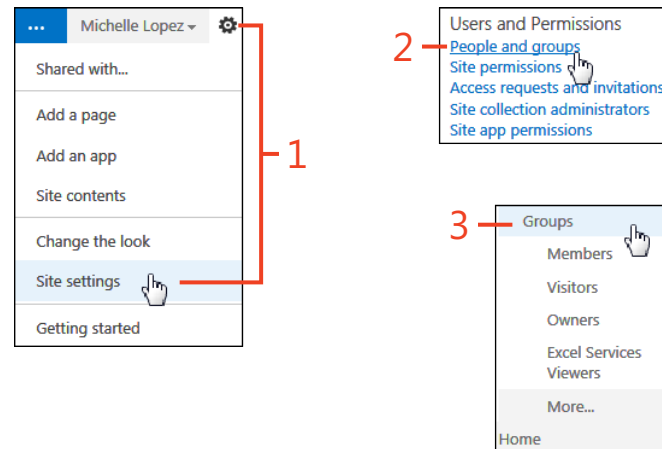 ... Michelle Lopez
Shared with...
Add a page
Add an app
Site contents
Change the look
Site settings
Getting started
1
2
Users and Permissions
People and groups
Site permissions
Access requests and invitations
Site collection administrators
Site app permissions
3
Groups
Members
Visitors
Owners
Excel Services
Viewers
More...
Home